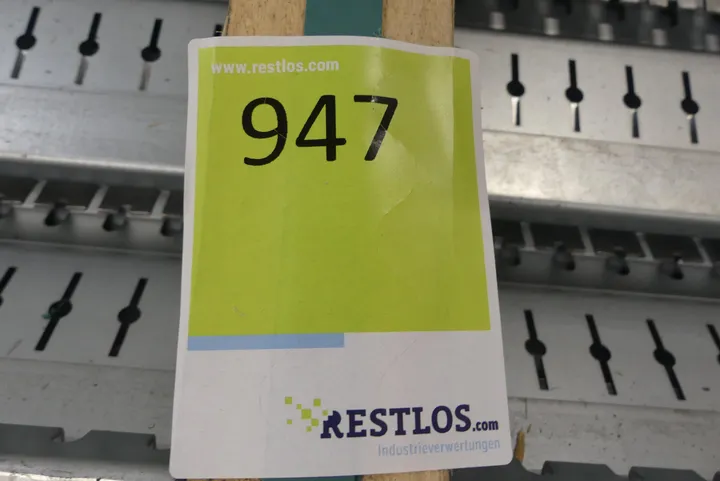 www.restlos.com
947
RESTLOS.com
Industrieverwertungen